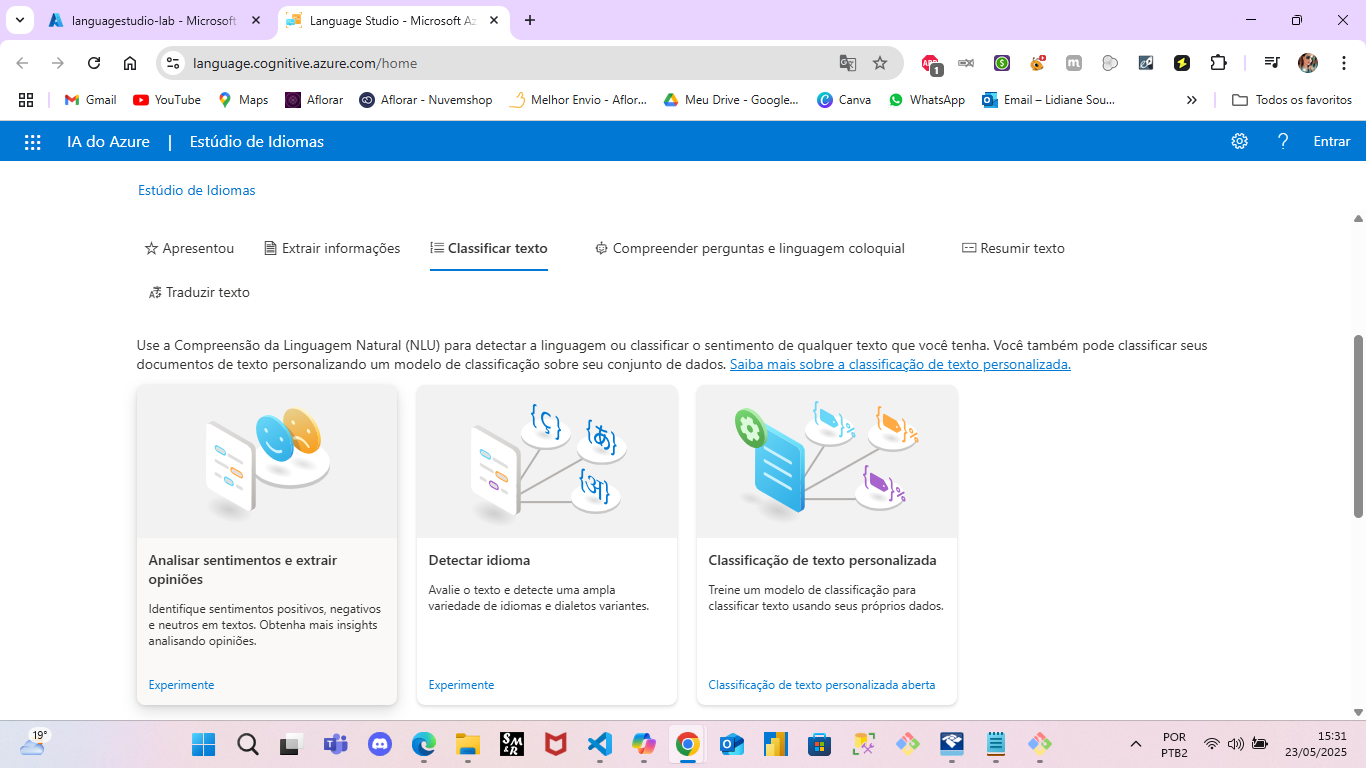 languagestudio-lab - Microsoft
Language Studio - Microsoft Az
language.cognitive.azure.com/home
1
Gmail
YouTube
Maps
Aflorar
Aflorar - Nuvemshop
Melhor Envio - Aflor...
Meu Drive - Google...
Canva
WhatsApp
Email – Lidiane Sou...
Todos os favoritos
IA do Azure | Estúdio de Idiomas
Entrar
Estúdio de Idiomas
Apresentou
Extrair informações
Classificar texto
Compreender perguntas e linguagem coloquial
Resumir texto
Traduzir texto
Use a Compreensão da Linguagem Natural (NLU) para detectar a linguagem ou classificar o sentimento de qualquer texto que você tenha. Você também pode classificar seus
documentos de texto personalizando um modelo de classificação sobre seu conjunto de dados. Saiba mais sobre a classificação de texto personalizada.
{ç}
{あ}
{अ}
%
%
%
Analisar sentimentos e extrair
opiniões
Identifique sentimentos positivos, negativos
e neutros em textos. Obtenha mais insights
analisando opiniões.
Experimente
Detectar idioma
Avalie o texto e detecte uma ampla
variedade de idiomas e dialetos variantes.
Experimente
Classificação de texto personalizada
Treine um modelo de classificação para
classificar texto usando seus próprios dados.
Classificação de texto personalizada aberta
19°
SM
&R
POR
PTB2
15:31
23/05/2025